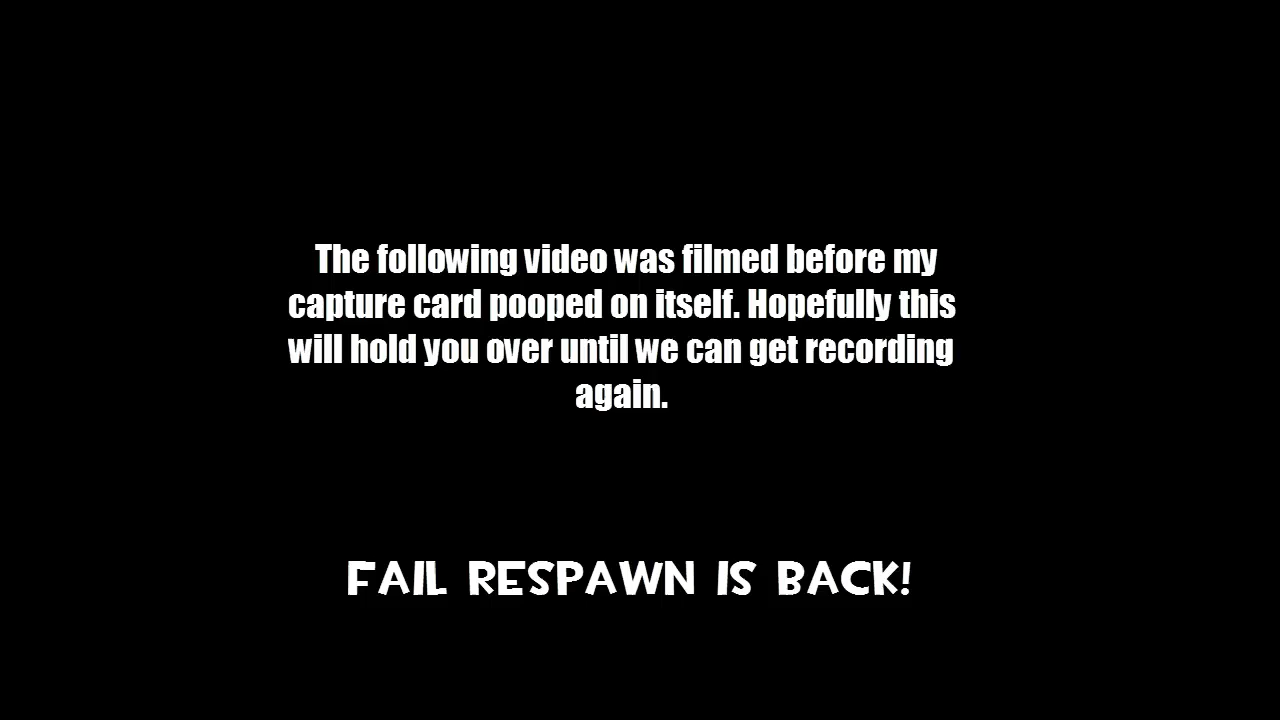 The following video was filmed before my
capture card pooped on itself. Hopefully this
will hold you over until we can get recording
again.
FAIL RESPAWN IS BACK!